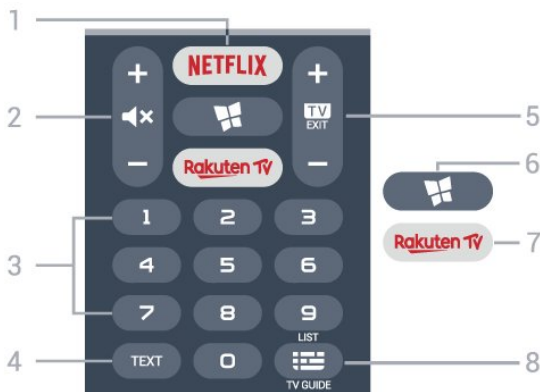 1
+ NETFLIX +
2 TV 5
EXIT
- -
6
Rakuten TV
Rakuten TV 7
1 2 3
3
4 5 6
7 8 9
LIST
4 TEXT 0 8
TV GUIDE